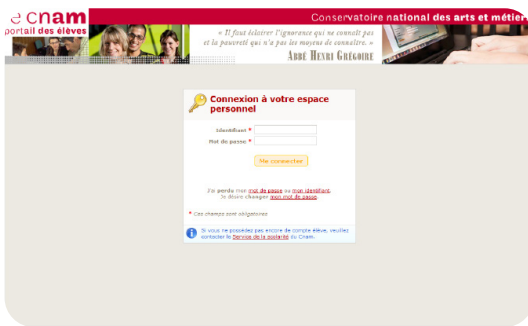 e cnam
portail des élèves
Conservatoire national des arts et métier
« Il faut éclairer l'ignorance qui ne connaît pas
et la pauvreté qui n'a pas les moyens de connaître. »
ABBÉ HENRI GRÉGOIRE
Connexion à votre espace
personnel
Identifiant *
Mot de passe *
Me connecter
J'ai perdu mon mot de passe ou mon identifiant.
Je désire changer mon mot de passe.
* Ces champs sont obligatoires
Si vous ne possédez pas encore de compte élève, veuillez
contacter le Service de la scolarité du Cnam.